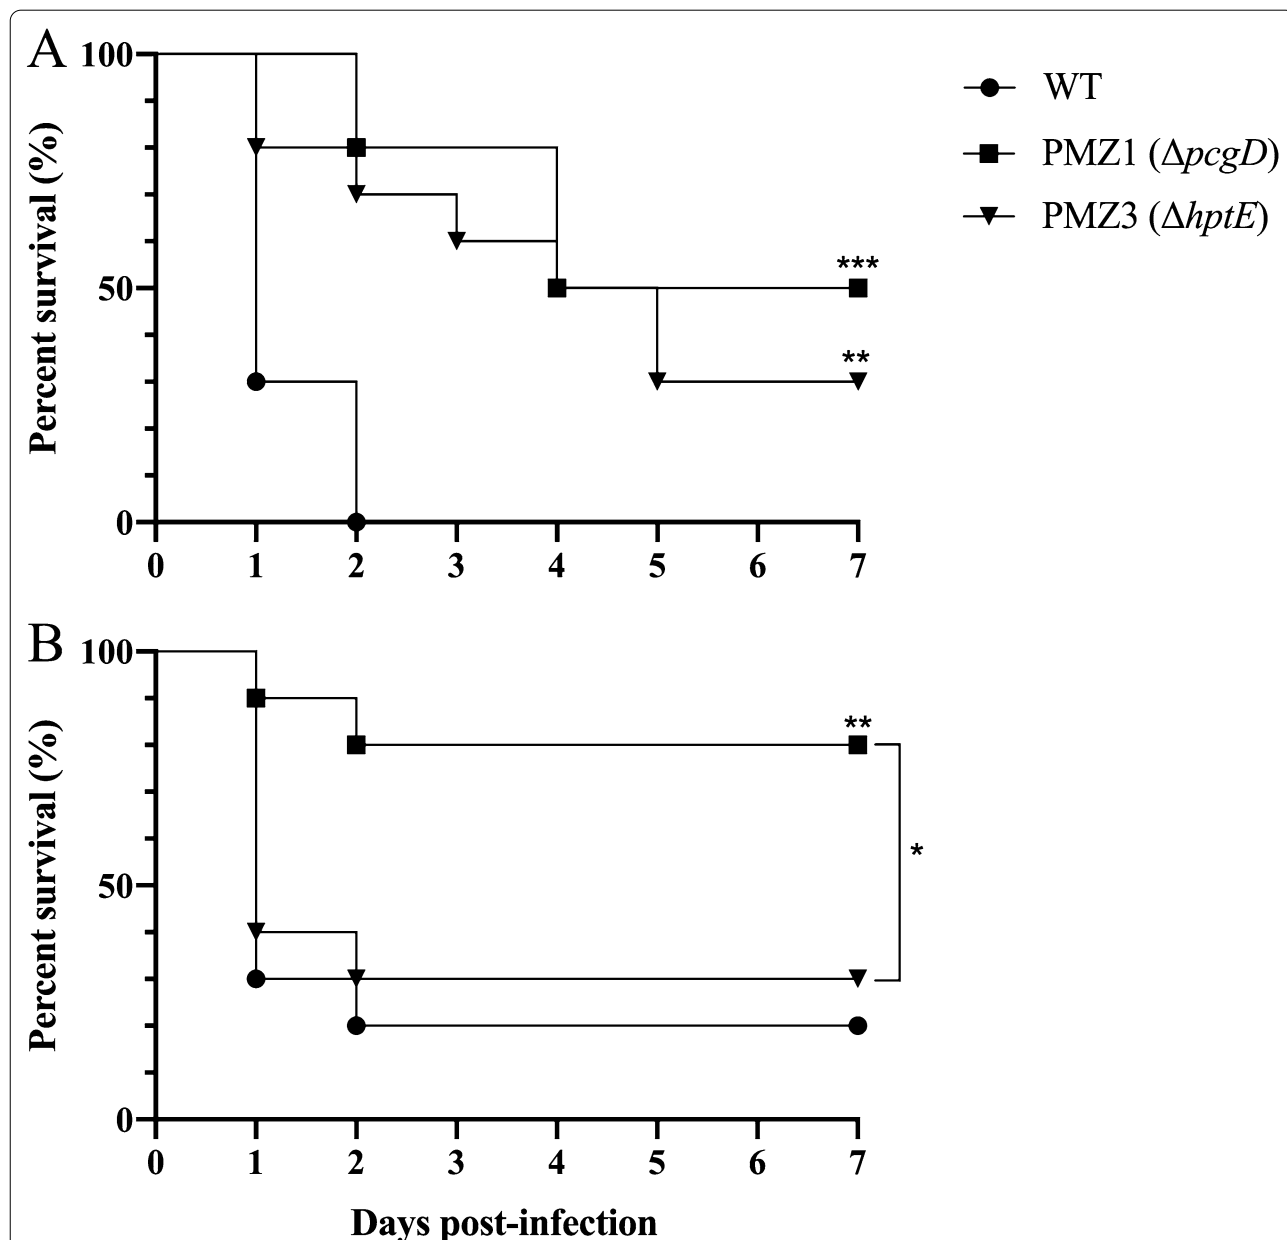 A
100
50
0
Percent survival (%)
WT
PMZ1 (ΔpcgD)
PMZ3 (ΔhptE)
***
**
0 1 2 3 4 5 6 7
B
100
50
0
Percent survival (%)
**
*
0 1 2 3 4 5 6 7
Days post-infection